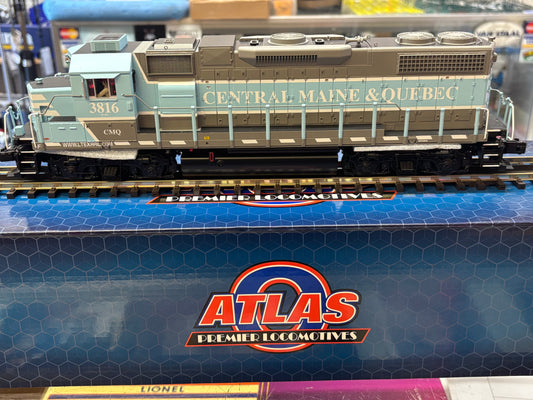 3816
CENTRAL MAINE & QUEBEC
CMQ
PREMIER LOCOMOTIVES
ATLAS
PREMIER LOCOMOTIVES
LIONEL